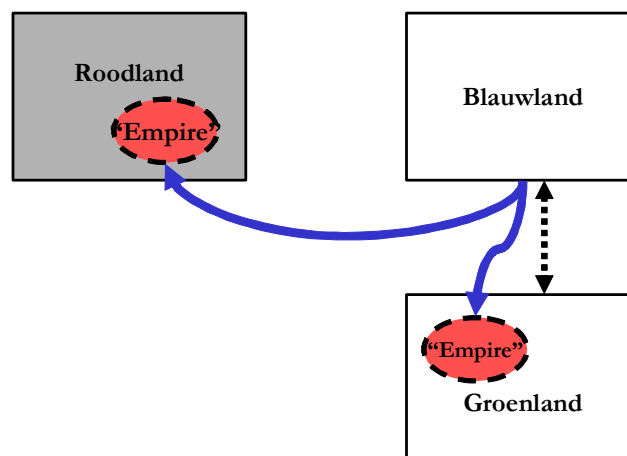 Roodland
“Empire”
Blauwland
“Empire”
Groenland